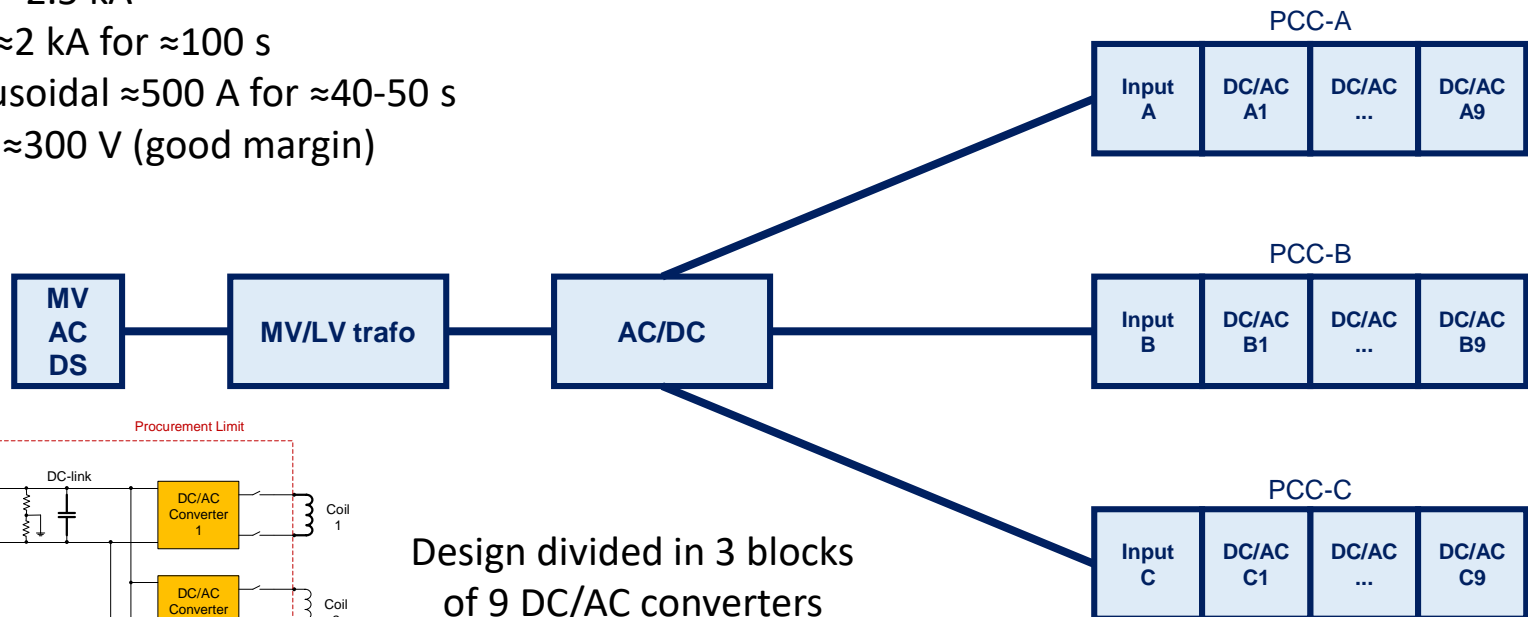 ≈2 kA for ≈100 s
≈500 A for ≈40-50 s
≈300 V (good margin)
PCC-A
Input A
DC/AC A1
DC/AC ...
DC/AC A9
PCC-B
MV AC DS
MV/LV trafo
AC/DC
Input B
DC/AC B1
DC/AC ...
DC/AC B9
Procurement Limit
DC-link
DC/AC Converter 1
Coil 1
DC/AC Converter
Coil
Design divided in 3 blocks
of 9 DC/AC converters
PCC-C
Input C
DC/AC C1
DC/AC ...
DC/AC C9